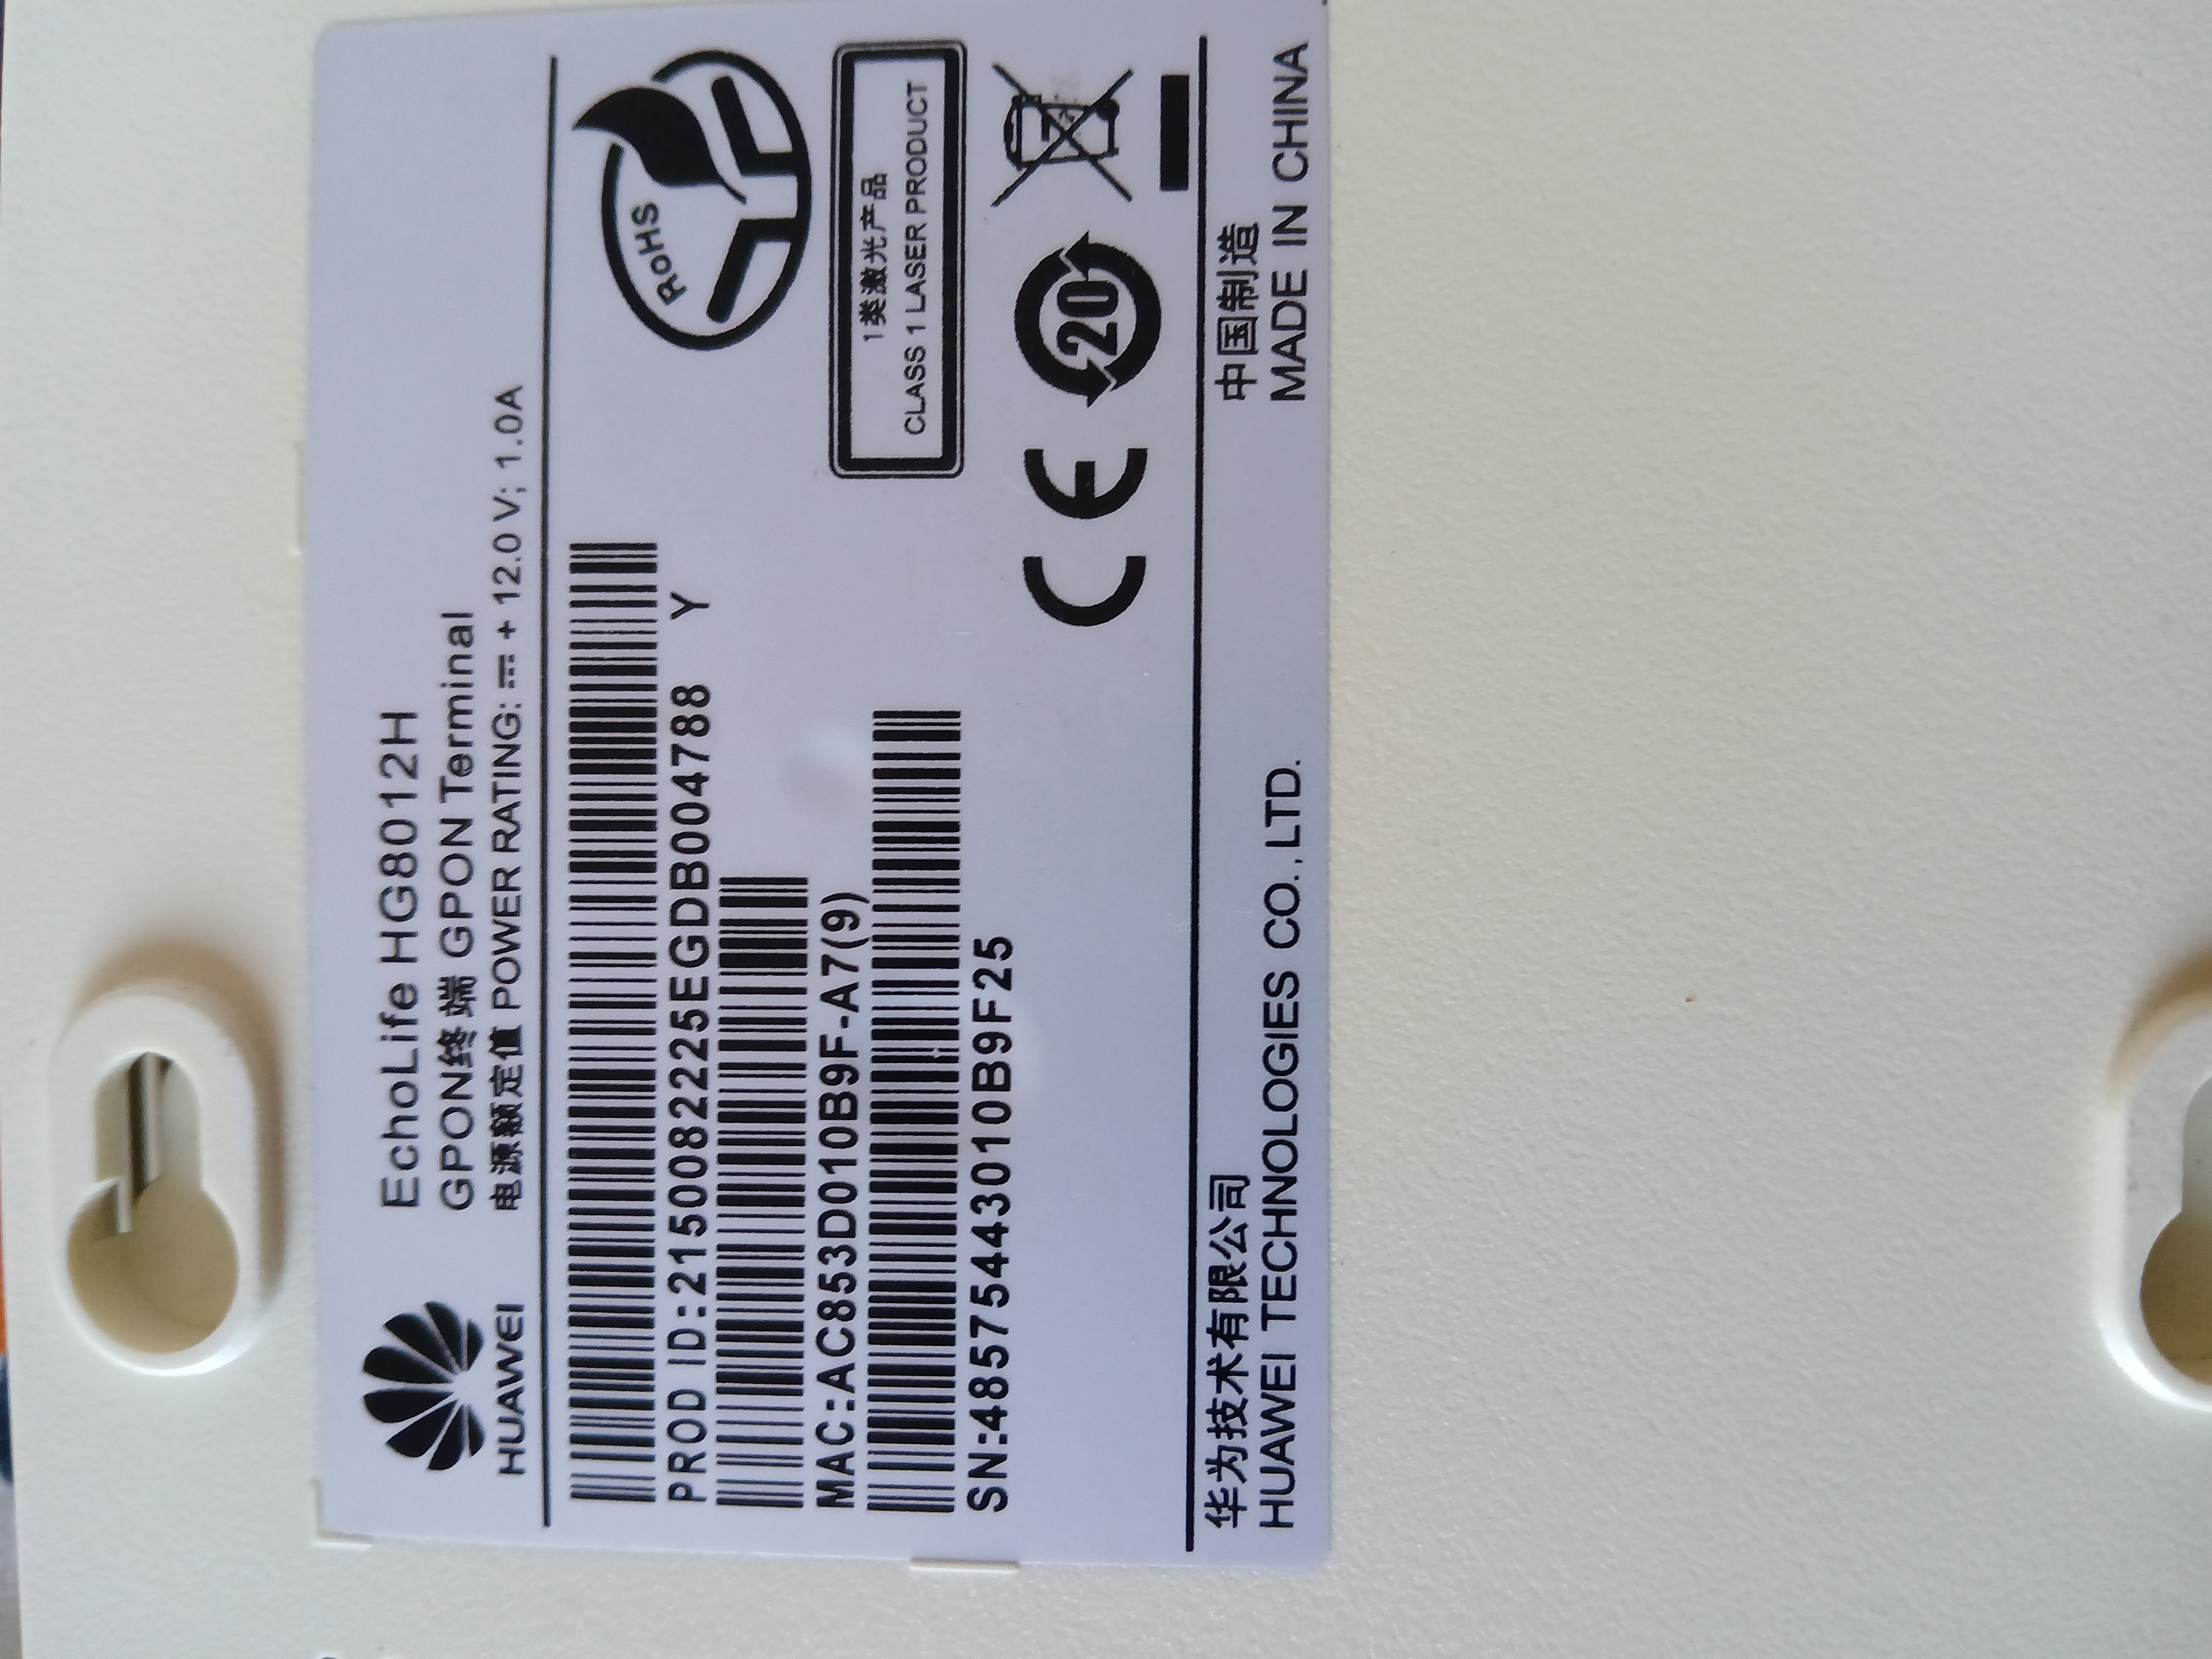 HUAWEI
EchoLife HG8012H
GPON终端 GPON Terminal
电源额定值 POWER RATING: ⎓ + 12.0 V; 1.0A
PROD ID:2150082225EGDB004788 Y
MAC:AC853D010B9F-A7(9)
SN:48575443010B9F25
RoHS
1类激光产品
CLASS 1 LASER PRODUCT
CE
20
华为技术有限公司
HUAWEI TECHNOLOGIES CO.,LTD.
中国制造
MADE IN CHINA